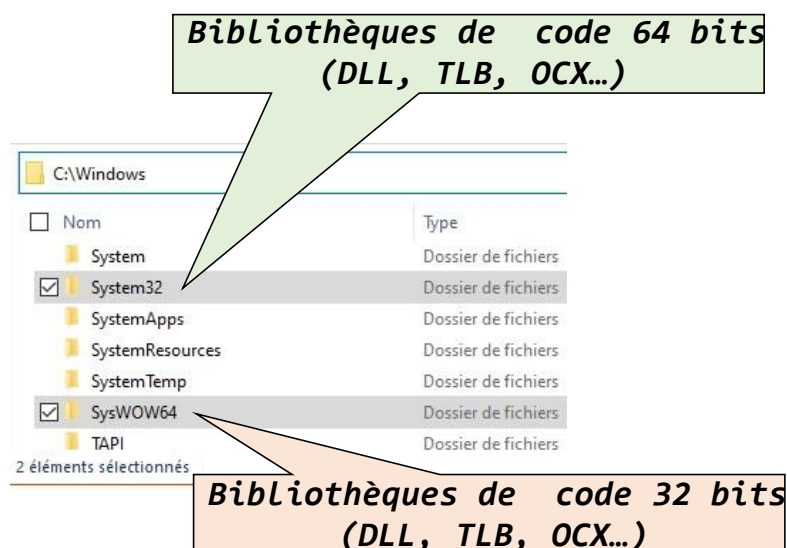 Bibliothèques de code 64 bits
(DLL, TLB, OCX…)
C:\Windows
Nom Type
System Dossier de fichiers
System32 Dossier de fichiers
SystemApps Dossier de fichiers
SystemResources Dossier de fichiers
SystemTemp Dossier de fichiers
SysWOW64 Dossier de fichiers
TAPI Dossier de fichiers
2 éléments sélectionnés
Bibliothèques de code 32 bits
(DLL, TLB, OCX…)